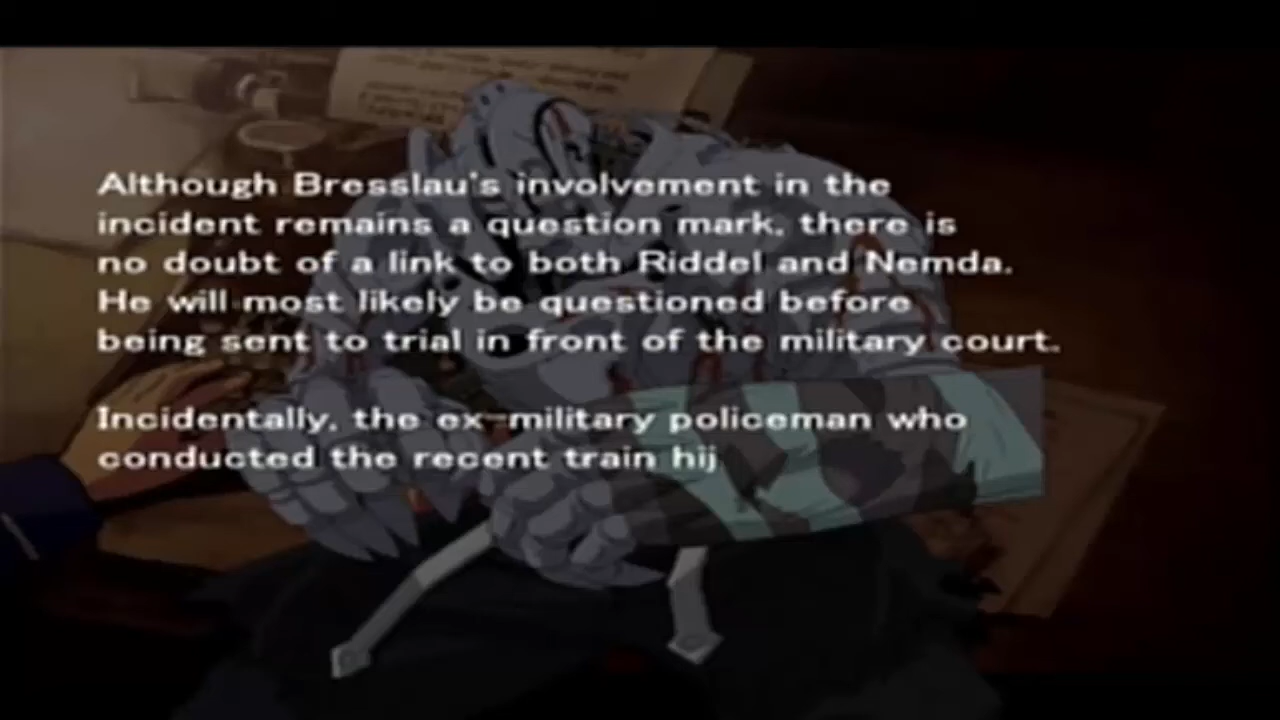 Although Bresslau's involvement in the
incident remains a question mark, there is
no doubt of a link to both Riddel and Nemda.
He will most likely be questioned before
being sent to trial in front of the military court.
Incidentally, the ex-military policeman who
conducted the recent train hij